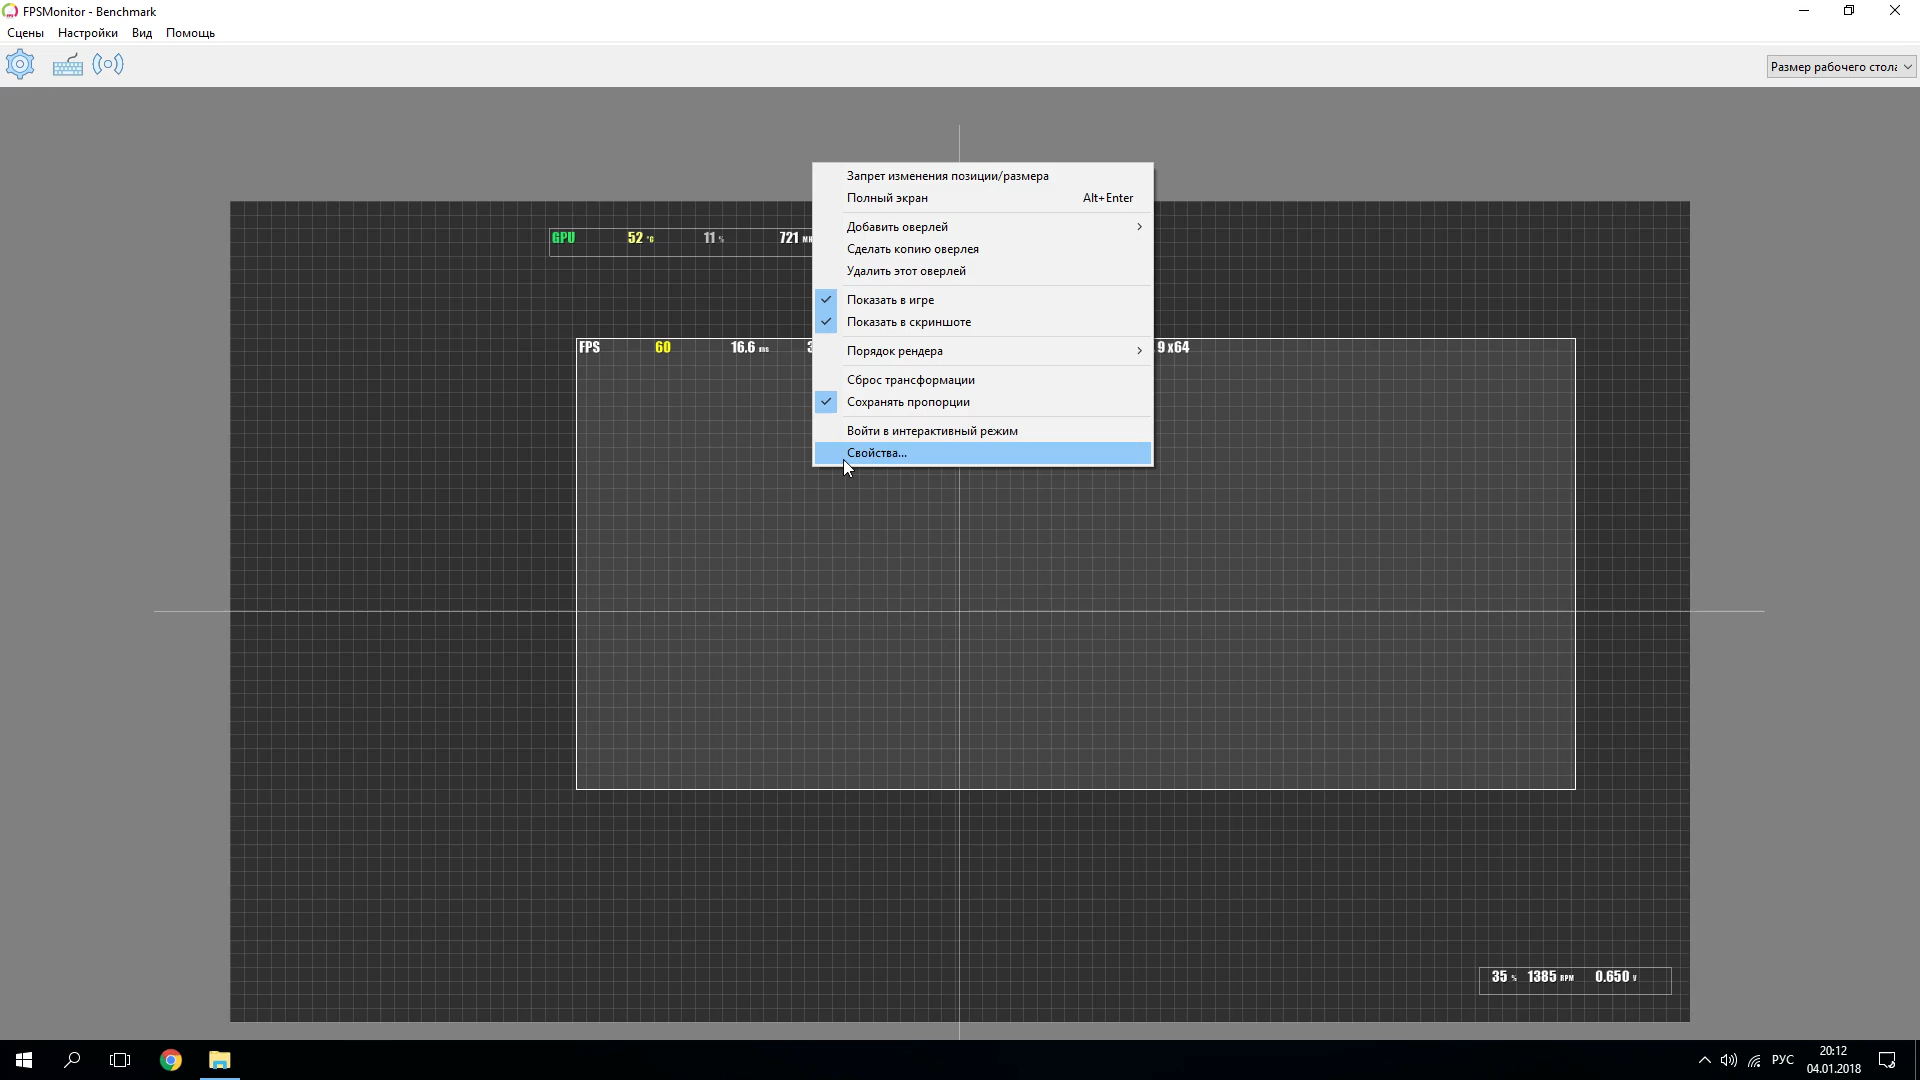 FPSMonitor - Benchmark
Сцены Настройки Вид Помощь
Размер рабочего стола
Запрет изменения позиции/размера
Полный экран Alt+Enter
Добавить оверлей
Сделать копию оверлея
Удалить этот оверлей
Показать в игре
Показать в скриншоте
Порядок рендера
Сброс трансформации
Сохранять пропорции
Войти в интерактивный режим
Свойства...
GPU 52 °C 11 % 721
FPS 60 16.6 ms 9 x64
35 % 1385 RPM 0.650 V
РУС
20:12
04.01.2018